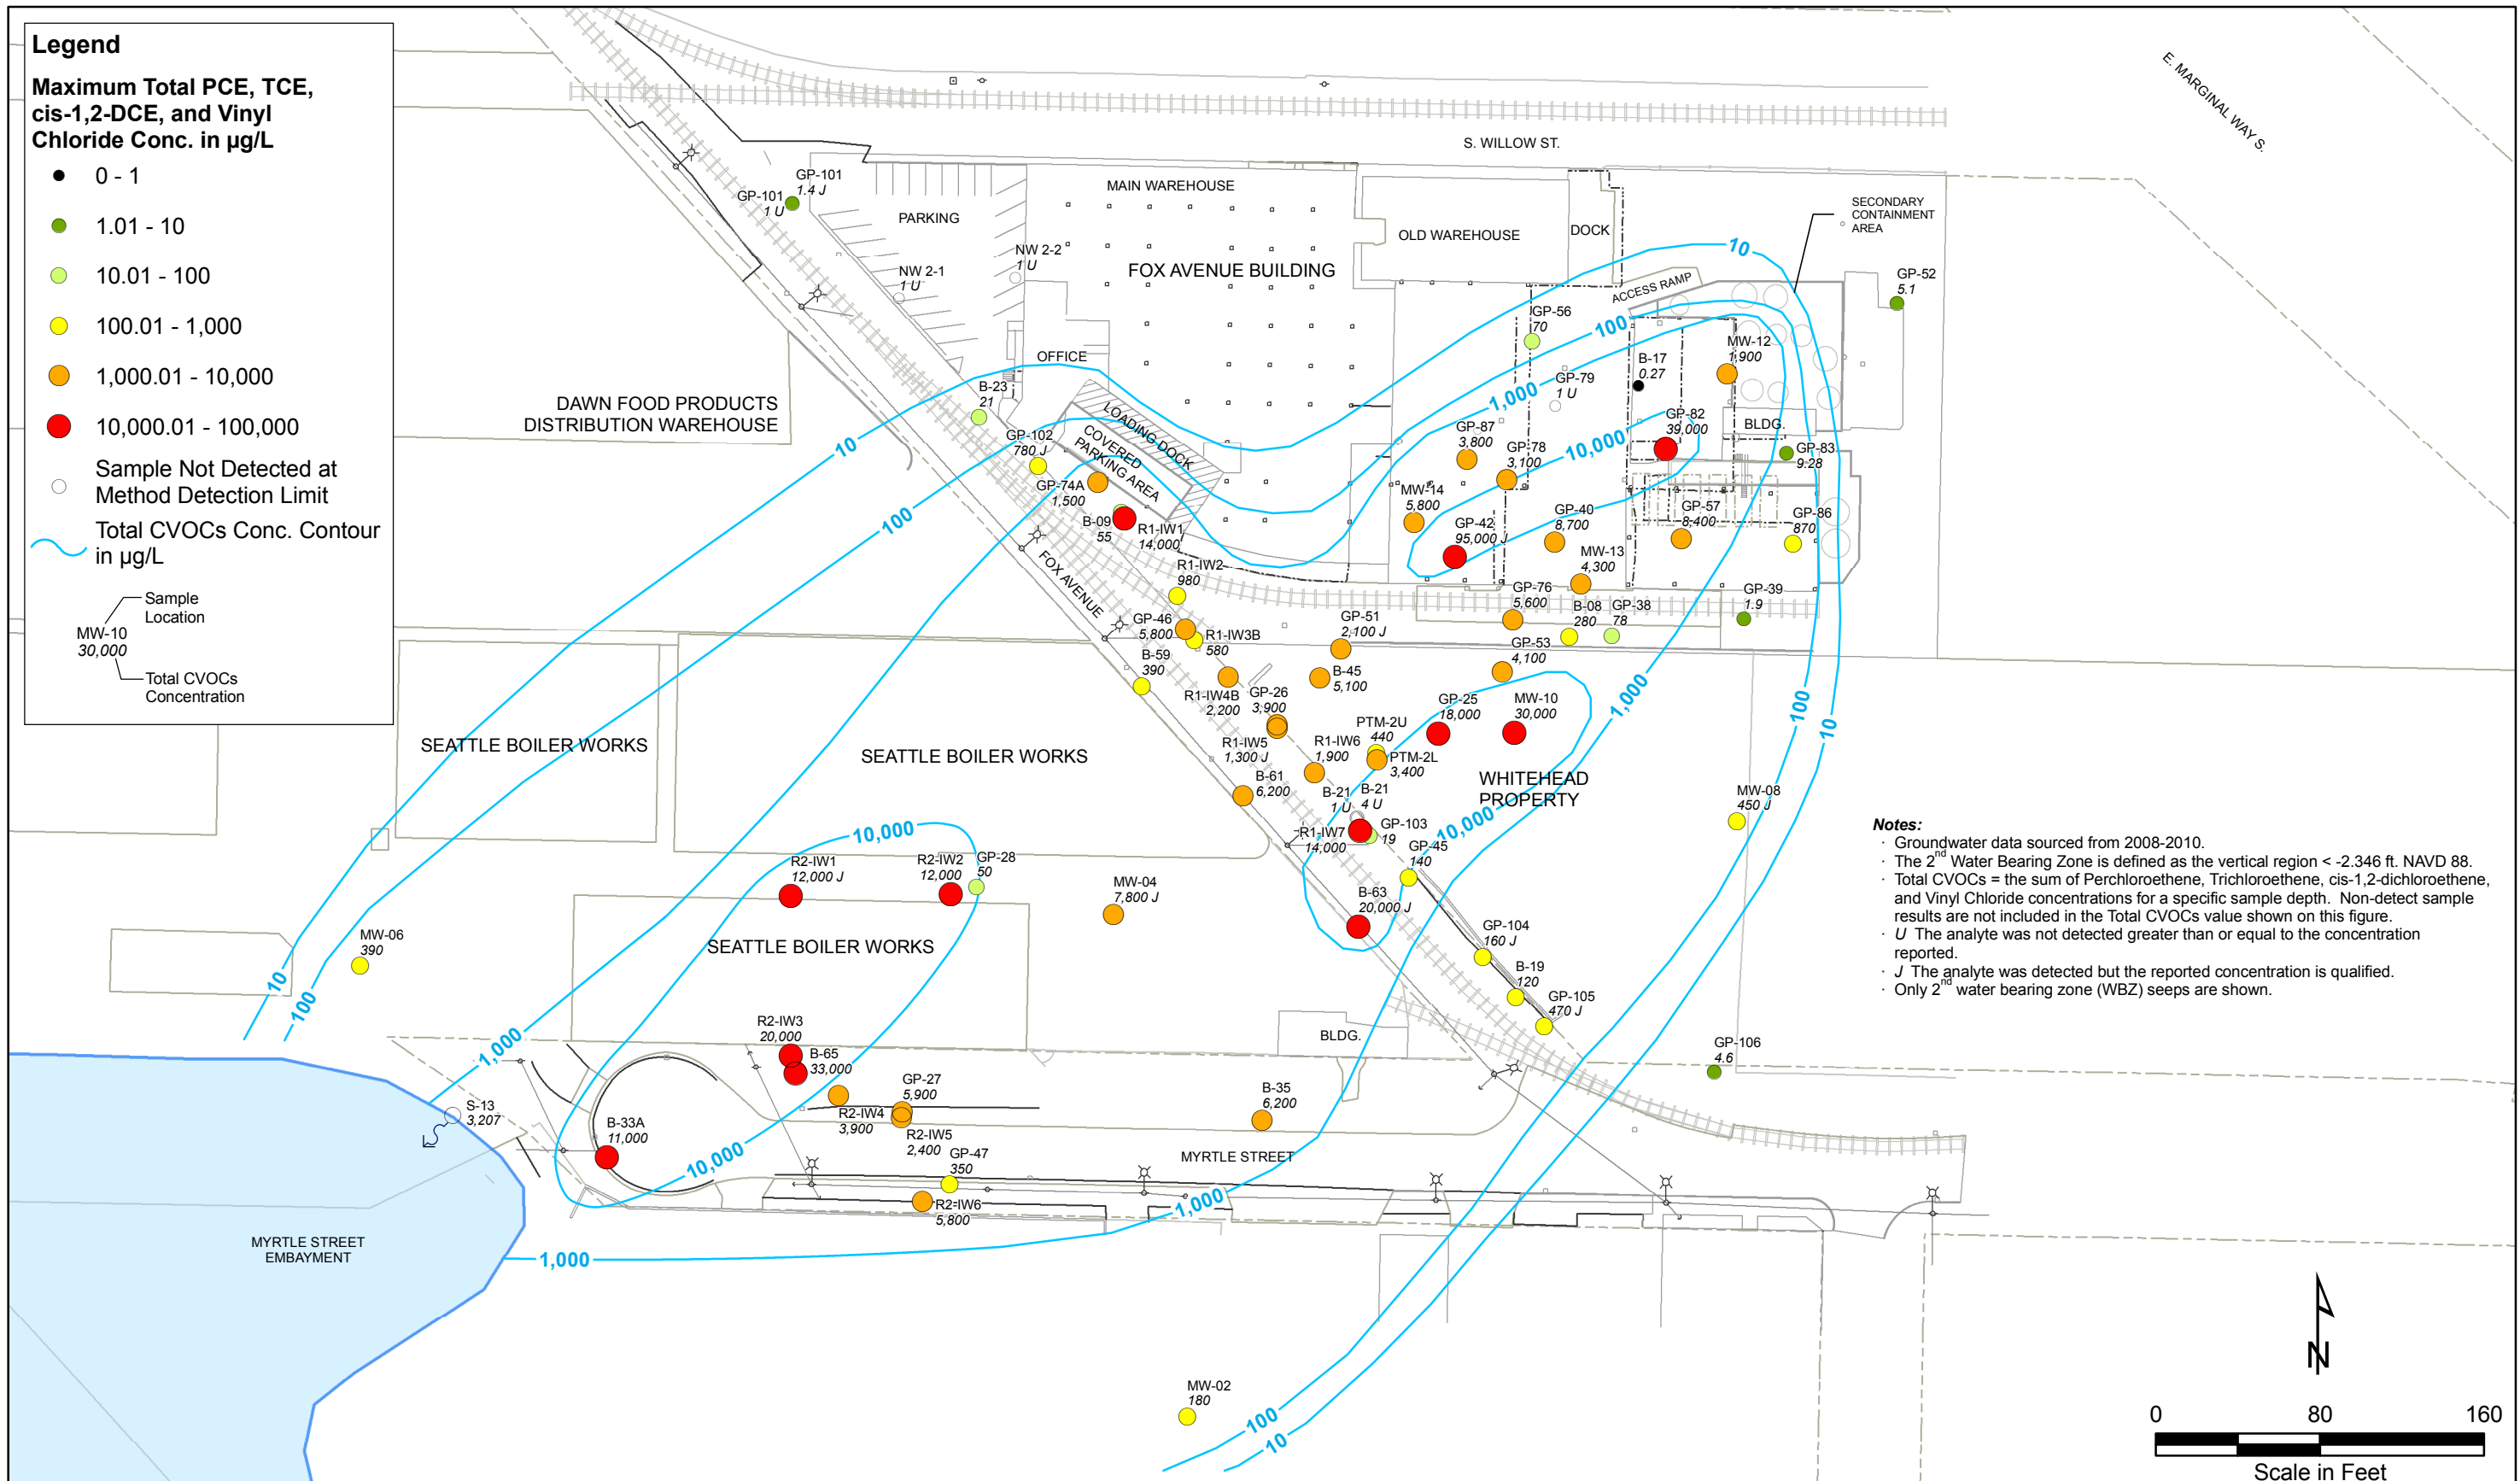 Legend
Maximum Total PCE, TCE,
cis-1,2-DCE, and Vinyl
Chloride Conc. in µg/L
0 - 1
1.01 - 10
10.01 - 100
100.01 - 1,000
1,000.01 - 10,000
10,000.01 - 100,000
Sample Not Detected at
Method Detection Limit
Total CVOCs Conc. Contour
in µg/L
Sample
Location
MW-10
30,000
Total CVOCs
Concentration
E. MARGINAL WAY S.
S. WILLOW ST.
GP-101
1.4 J
GP-101
1 U
PARKING
MAIN WAREHOUSE
OLD WAREHOUSE
DOCK
SECONDARY
CONTAINMENT
AREA
NW 2-1
1 U
NW 2-2
1 U
FOX AVENUE BUILDING
10
ACCESS RAMP
GP-52
5.1
GP-56
70
100
OFFICE
MW-12
1,900
B-17
0.27
GP-79
1 U
1,000
B-23
21
DAWN FOOD PRODUCTS
DISTRIBUTION WAREHOUSE
LOADING DOCK
COVERED
PARKING AREA
GP-82
39,000
BLDG.
GP-87
3,800
GP-78
3,100
10,000
GP-83
9.28
10
GP-102
780 J
GP-74A
1,500
B-09
55
R1-IW1
14,000
100
MW-14
5,800
GP-42
95,000 J
GP-40
8,700
GP-57
8,400
GP-86
870
MW-13
4,300
FOX AVENUE
R1-IW2
980
GP-76
5,600
B-08
280
GP-38
78
GP-39
1.9
GP-46
5,800
R1-IW3B
580
GP-51
2,100 J
GP-53
4,100
B-59
390
R1-IW4B
2,200
GP-26
3,900
B-45
5,100
GP-25
18,000
MW-10
30,000
1,000
100
10
SEATTLE BOILER WORKS
SEATTLE BOILER WORKS
R1-IW5
1,300 J
R1-IW6
1,900
PTM-2U
440
PTM-2L
3,400
WHITEHEAD
PROPERTY
B-61
6,200
B-21
1 U
B-21
4 U
MW-08
450 J
10,000
R1-IW7
14,000
GP-103
19
10,000
GP-45
140
R2-IW1
12,000 J
R2-IW2
12,000
GP-28
50
MW-04
7,800 J
B-63
20,000 J
Notes:
· Groundwater data sourced from 2008-2010.
· The 2nd Water Bearing Zone is defined as the vertical region < -2.346 ft. NAVD 88.
· Total CVOCs = the sum of Perchloroethene, Trichloroethene, cis-1,2-dichloroethene,
and Vinyl Chloride concentrations for a specific sample depth. Non-detect sample
results are not included in the Total CVOCs value shown on this figure.
· U The analyte was not detected greater than or equal to the concentration
reported.
· J The analyte was detected but the reported concentration is qualified.
· Only 2nd water bearing zone (WBZ) seeps are shown.
MW-06
390
SEATTLE BOILER WORKS
GP-104
160 J
B-19
120
GP-105
470 J
10
100
1,000
R2-IW3
20,000
B-65
33,000
BLDG.
GP-106
4.6
S-13
3,207
GP-27
5,900
R2-IW4
3,900
R2-IW5
2,400
B-35
6,200
B-33A
11,000
10,000
GP-47
350
MYRTLE STREET
R2-IW6
5,800
1,000
MYRTLE STREET
EMBAYMENT
1,000
MW-02
180
100
10
N
0 80 160
Scale in Feet